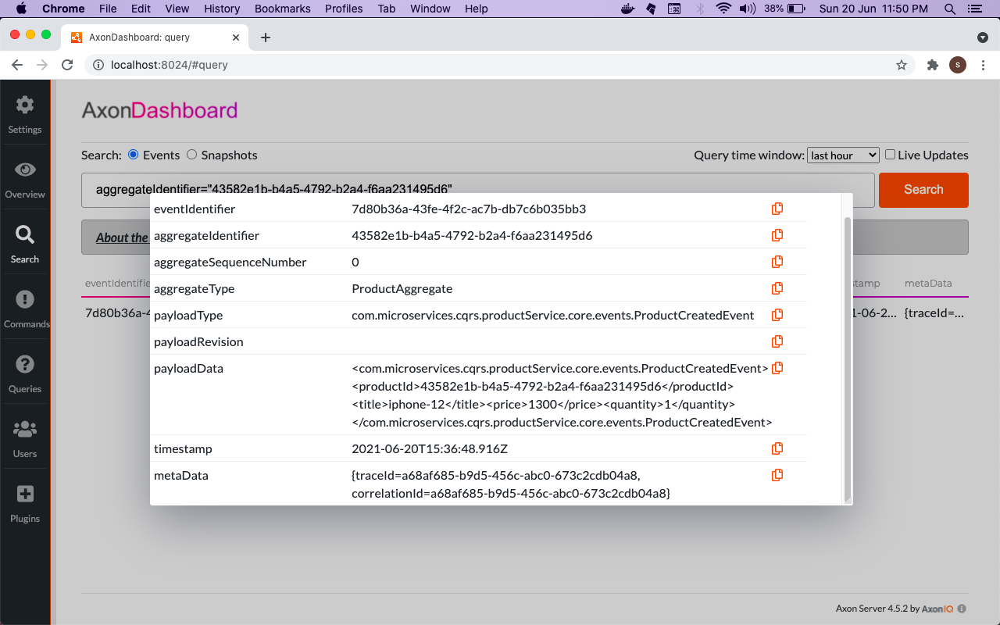 Chrome File Edit View History Bookmarks Profiles Tab Window Help 38% Sun 20 Jun 11:50 PM
AxonDashboard: query
localhost:8024/#query
S
AxonDashboard
Settings
Search: Events Snapshots Query time window: last hour Live Updates
Overview
aggregateIdentifier="43582e1b-b4a5-4792-b2a4-f6aa231495d6" Search
eventIdentifier 7d80b36a-43fe-4f2c-ac7b-db7c6b035bb3
aggregateIdentifier 43582e1b-b4a5-4792-b2a4-f6aa231495d6
About the
Search
aggregateSequenceNumber 0
eventIdentifie stamp metaData
aggregateType ProductAggregate
7d80b36a-4 1-06-2... {traceId=...
payloadType com.microservices.cqrs.productService.core.events.ProductCreatedEvent
Commands
payloadRevision
payloadData <com.microservices.cqrs.productService.core.events.ProductCreatedEvent>
<productId>43582e1b-b4a5-4792-b2a4-f6aa231495d6</productId>
Queries
<title>iphone-12</title><price>1300</price><quantity>1</quantity>
</com.microservices.cqrs.productService.core.events.ProductCreatedEvent>
timestamp 2021-06-20T15:36:48.916Z
Users
metaData {traceId=a68af685-b9d5-456c-abc0-673c2cdb04a8,
correlationId=a68af685-b9d5-456c-abc0-673c2cdb04a8}
Plugins
Axon Server 4.5.2 by AxonIQ